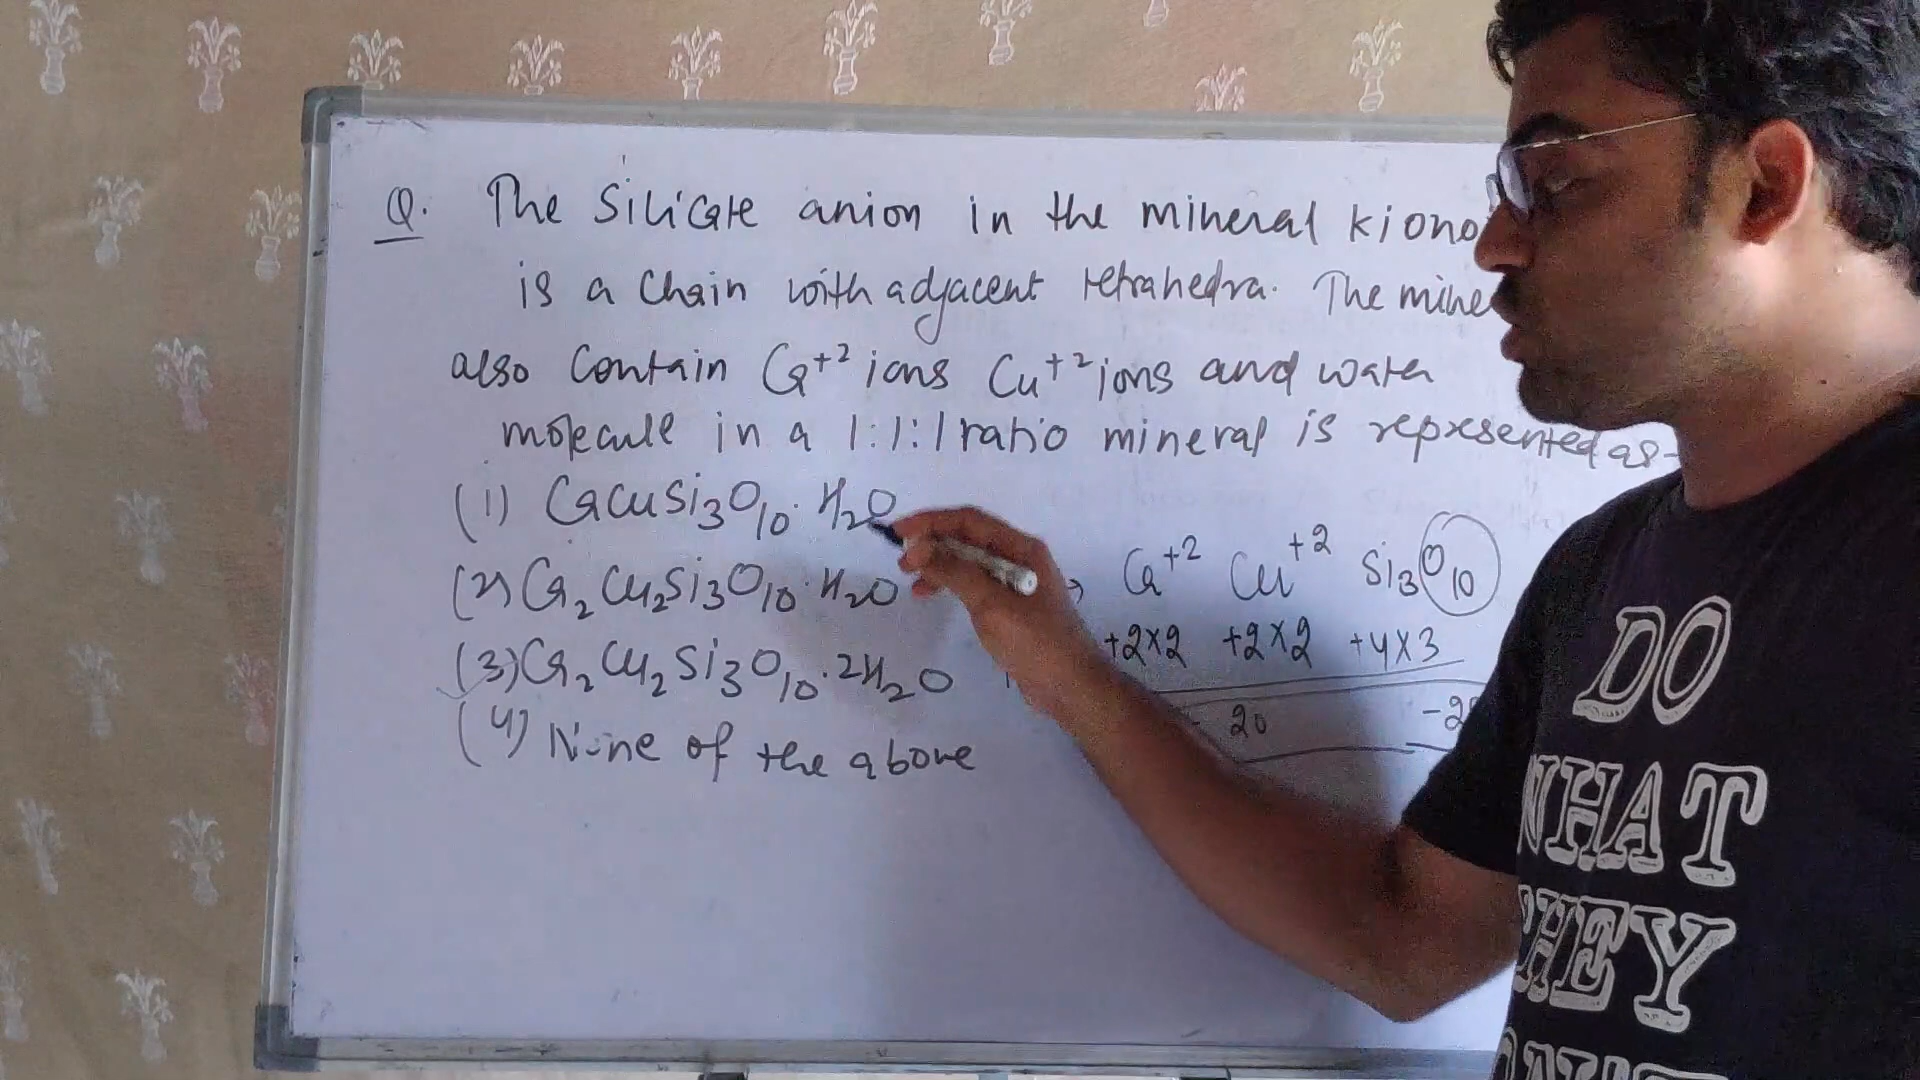 Q. The Silicate anion in the mineral kiono
is a Chain with adjacent tetrahedra. The mine
also Contain Ca+2 ions Cu+2 ions and water
molecule in a 1:1:1 ratio mineral is represented as-
(1) CaCuSi3O10·H2O
(2) Ca2Cu2Si3O10·H2O
(3) Ca2Cu2Si3O10·2H2O
(4) None of the above
Ca+2 Cu+2 Si3O10
+2×2 +2×2 +4×3
20 -20
DO
WHAT